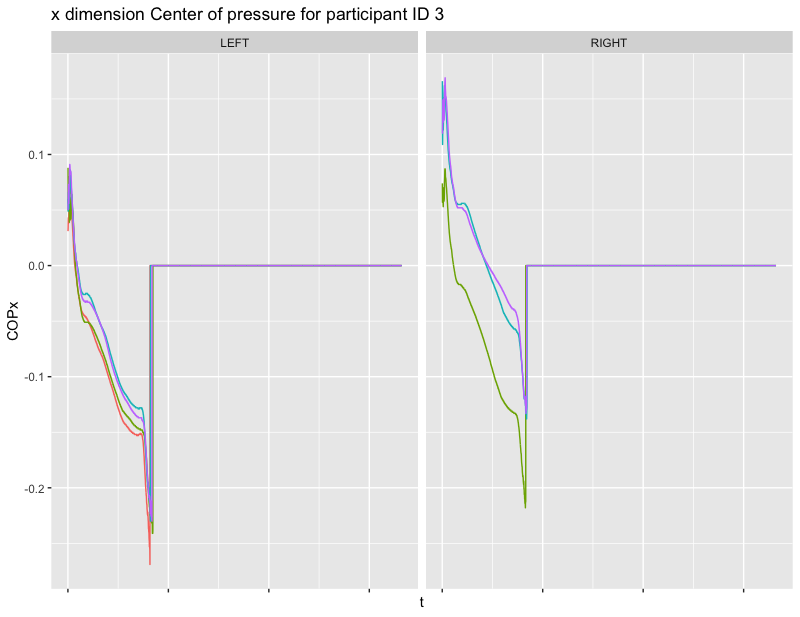 x dimension Center of pressure for participant ID 3
LEFT
RIGHT
0.1
0.0
-0.1
-0.2
COPx
t